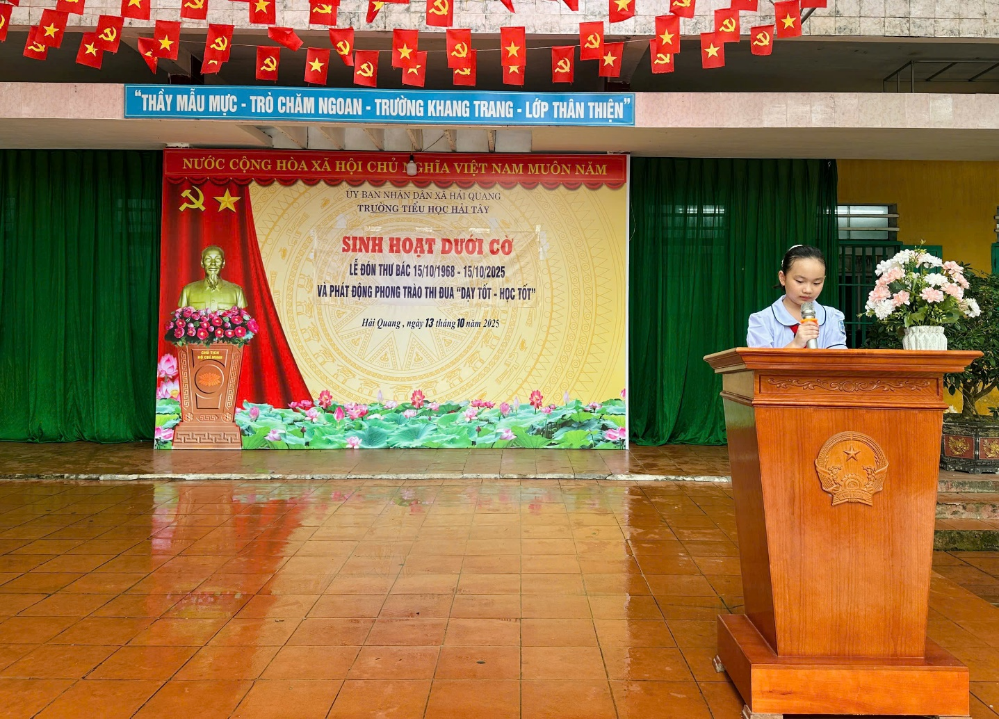 “THẦY MẪU MỰC - TRÒ CHĂM NGOAN - TRƯỜNG KHANG TRANG - LỚP THÂN THIỆN”
NƯỚC CỘNG HÒA XÃ HỘI CHỦ NGHĨA VIỆT NAM MUÔN NĂM
ỦY BAN NHÂN DÂN XÃ HẢI QUANG
TRƯỜNG TIỂU HỌC HẢI TÂY
SINH HOẠT DƯỚI CỜ
LỄ ĐÓN THƯ BÁC 15/10/1968 - 15/10/2025
VÀ PHÁT ĐỘNG PHONG TRÀO THI ĐUA “DẠY TỐT - HỌC TỐT”
Hải Quang , ngày 13 tháng 10 năm 2025
CHỦ TỊCH
HỒ CHÍ MINH